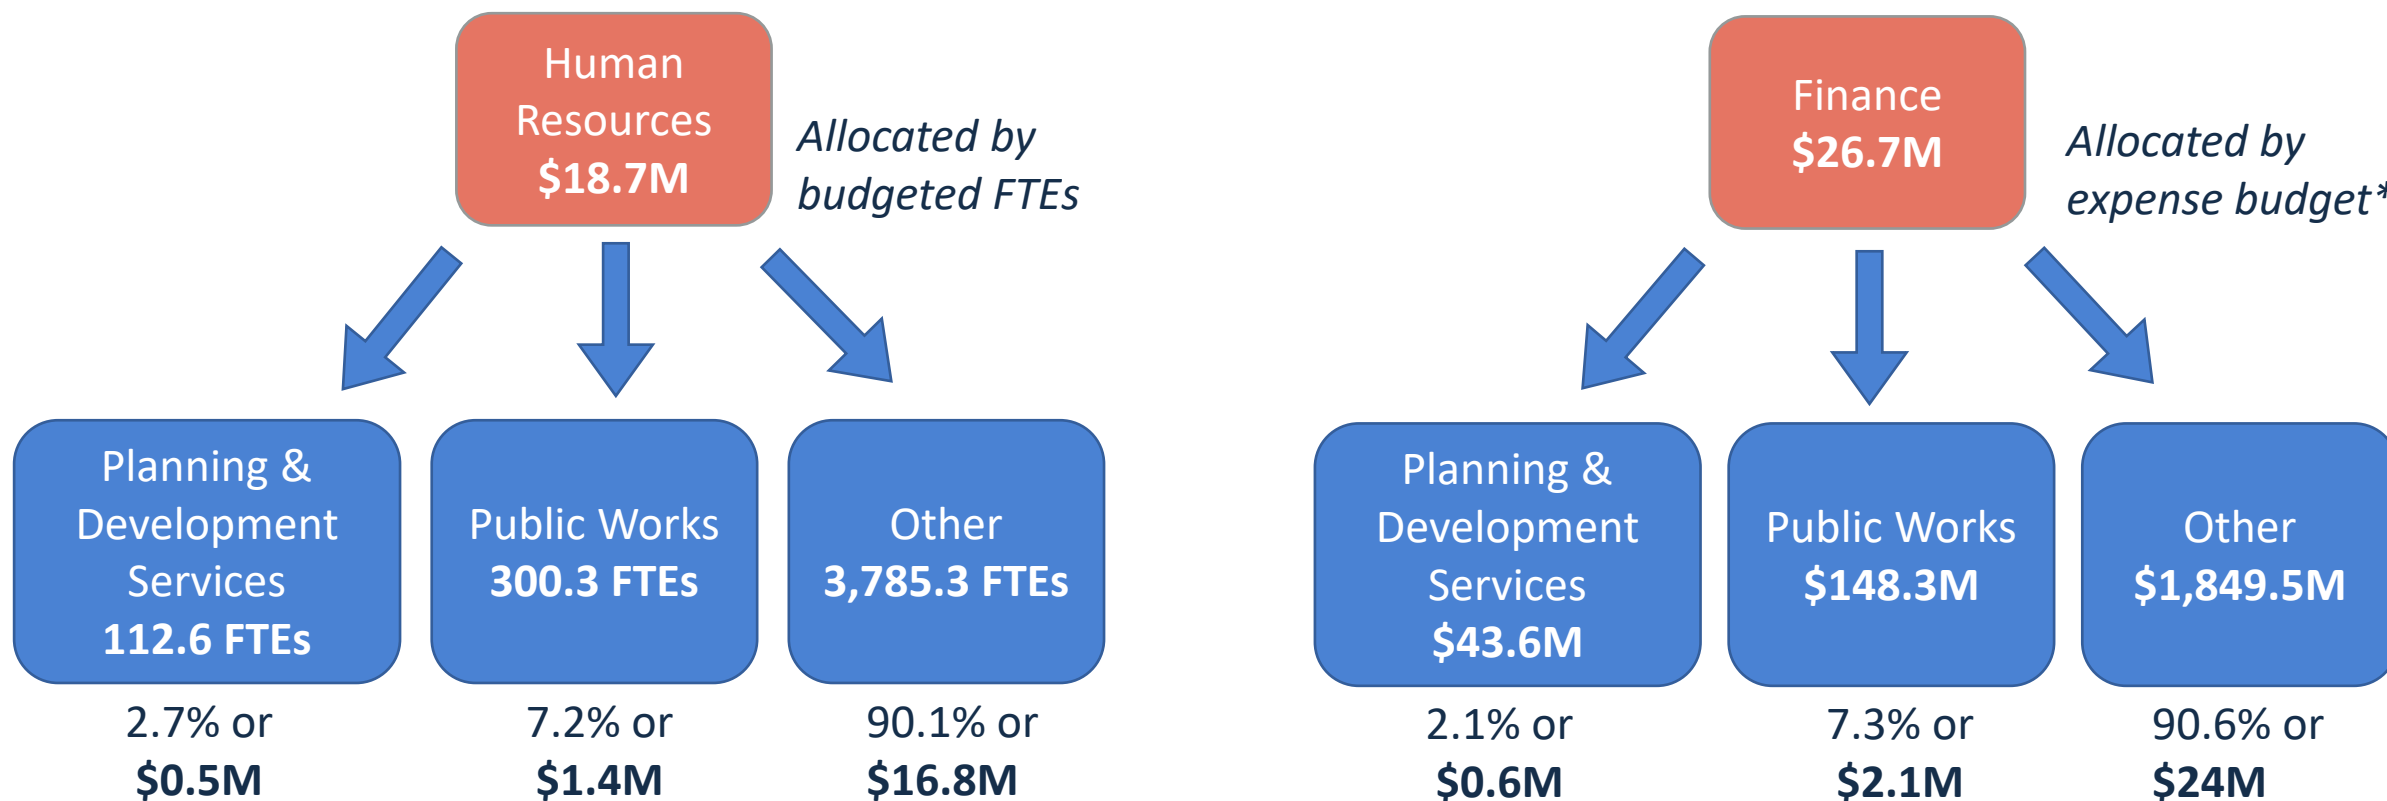 Human
Resources
$18.7M
Allocated by
budgeted FTEs
Planning &
Development
Services
112.6 FTEs
2.7% or
$0.5M
Public Works
300.3 FTEs
7.2% or
$1.4M
Other
3,785.3 FTEs
90.1% or
$16.8M
Finance
$26.7M
Allocated by
expense budget*
Planning &
Development
Services
$43.6M
2.1% or
$0.6M
Public Works
$148.3M
7.3% or
$2.1M
Other
$1,849.5M
90.6% or
$24M